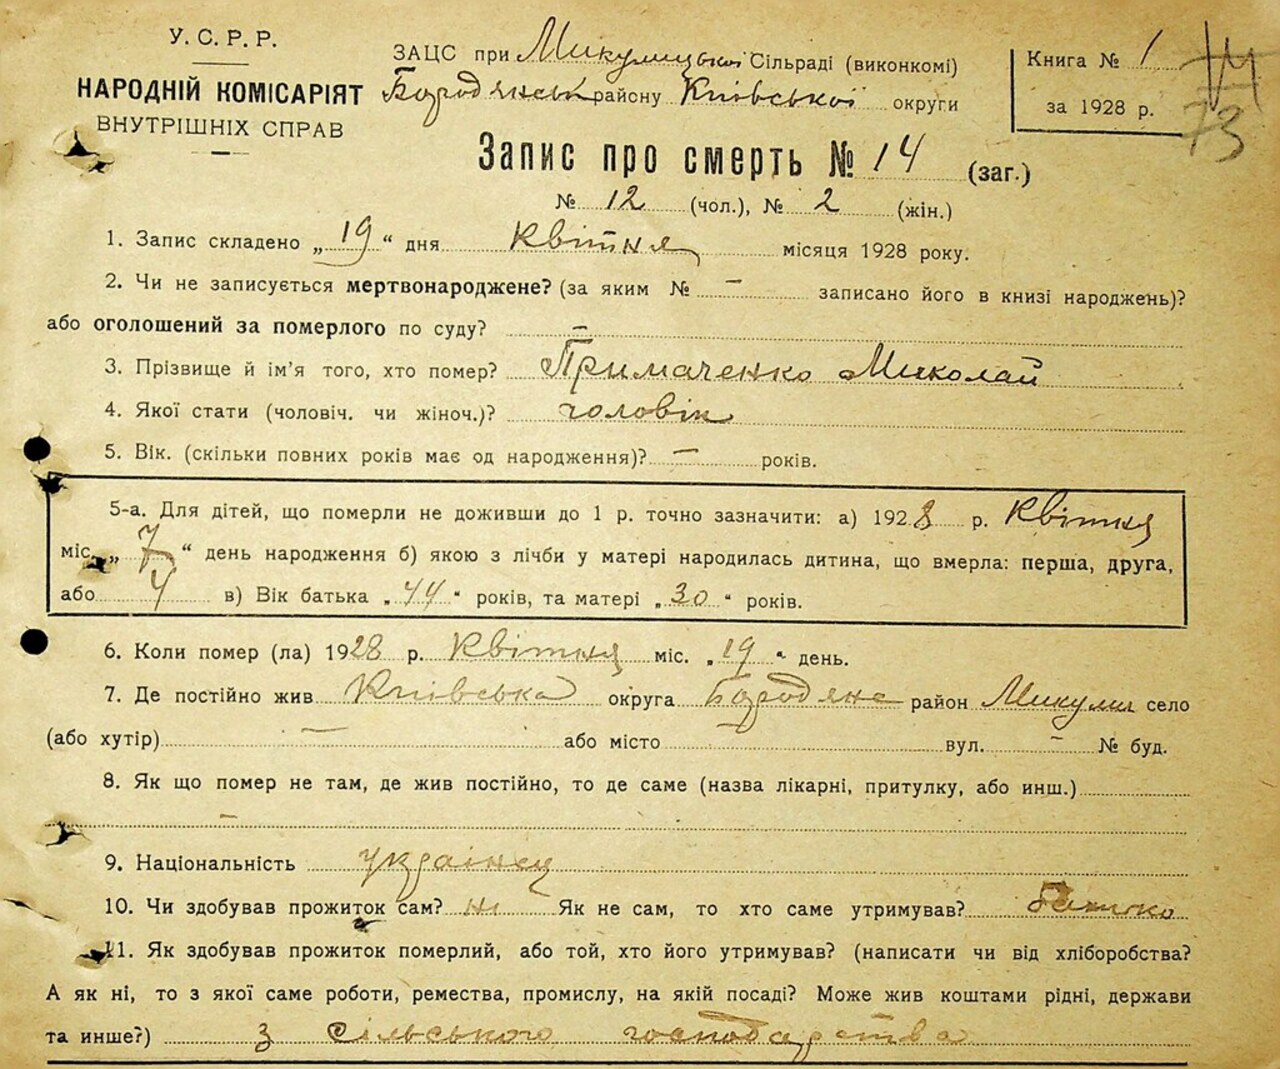 У. С. Р. Р.
НАРОДНІЙ КОМІСАРІЯТ
ВНУТРІШНІХ СПРАВ
ЗАЦС при Микулицької Сільраді (виконкомі)
Бородянськ районну Київської округи
Книга № 1
за 1928 р.
73
Запис про смерть № 14 (заг.)
№ 12 (чол.), № 2 (жін.)
1. Запис складено „19“ дня Квітня місяця 1928 року.
2. Чи не записується мертвонароджене? (за яким № — записано його в книзі народжень)?
або оголошений за померлого по суду? —
3. Прізвище й ім'я того, хто помер? Примаченко Миколай
4. Якої стати (чоловіч. чи жіноч.)? чоловік
5. Вік. (скільки повних років має од народження)? — років.
5-а. Для дітей, що померли не доживши до 1 р. точно зазначити: а) 1928 р. Квітня
міс. „7“ день народження б) якою з лічби у матері народилась дитина, що вмерла: перша, друга,
або 4 в) Вік батька „44“ років, та матері „30“ років.
6. Коли помер (ла) 1928 р. Квітня міс. „19“ день.
7. Де постійно жив Київська округа Бородянс район Микули село
(або хутір) — або місто вул. — № буд.
8. Як що помер не там, де жив постійно, то де саме (назва лікарні, притулку, або инш.)
—
9. Національність українец
10. Чи здобував прожиток сам? ні Як не сам, то хто саме утримував? Батько
11. Як здобував прожиток померлий, або той, хто його утримував? (написати чи від хліборобства?
А як ні, то з якої саме роботи, ремества, промислу, на якій посаді? Може жив коштами рідні, держави
та инше?) з сільського господарства